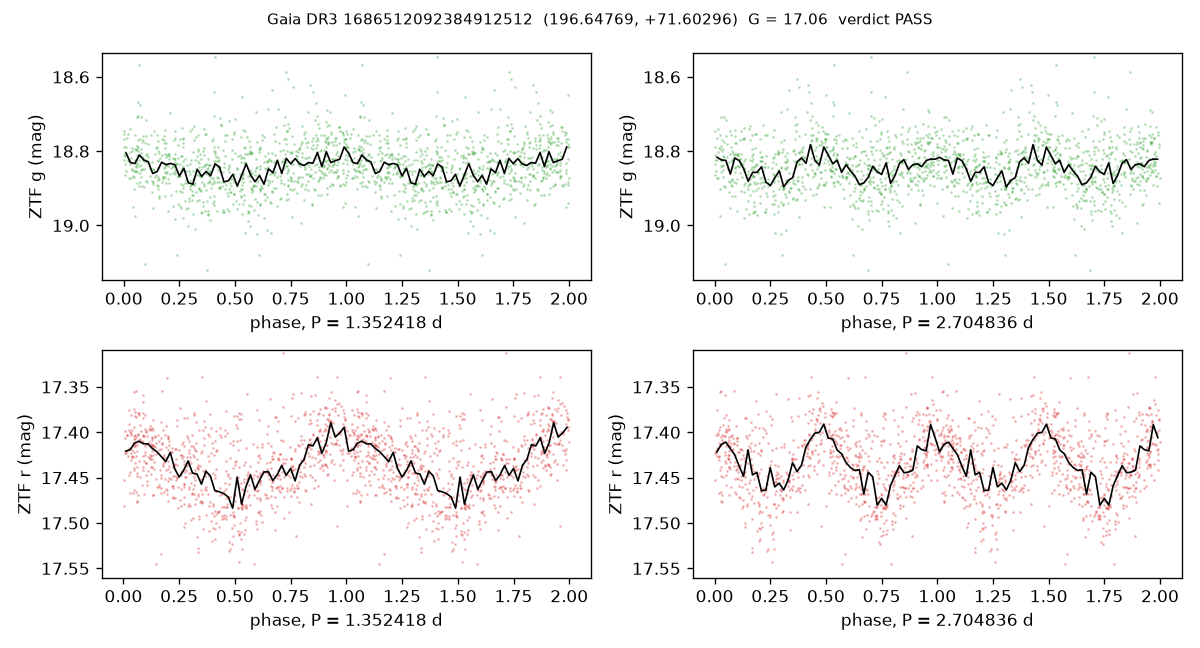 Gaia DR3 1686512092384912512  (196.64769, +71.60296)  G = 17.06  verdict PASS
ZTF g (mag)
18.6
18.8
19.0
0.00 0.25 0.50 0.75 1.00 1.25 1.50 1.75 2.00
phase, P = 1.352418 d
ZTF g (mag)
18.6
18.8
19.0
0.00 0.25 0.50 0.75 1.00 1.25 1.50 1.75 2.00
phase, P = 2.704836 d
ZTF r (mag)
17.35
17.40
17.45
17.50
17.55
0.00 0.25 0.50 0.75 1.00 1.25 1.50 1.75 2.00
phase, P = 1.352418 d
ZTF r (mag)
17.35
17.40
17.45
17.50
17.55
0.00 0.25 0.50 0.75 1.00 1.25 1.50 1.75 2.00
phase, P = 2.704836 d